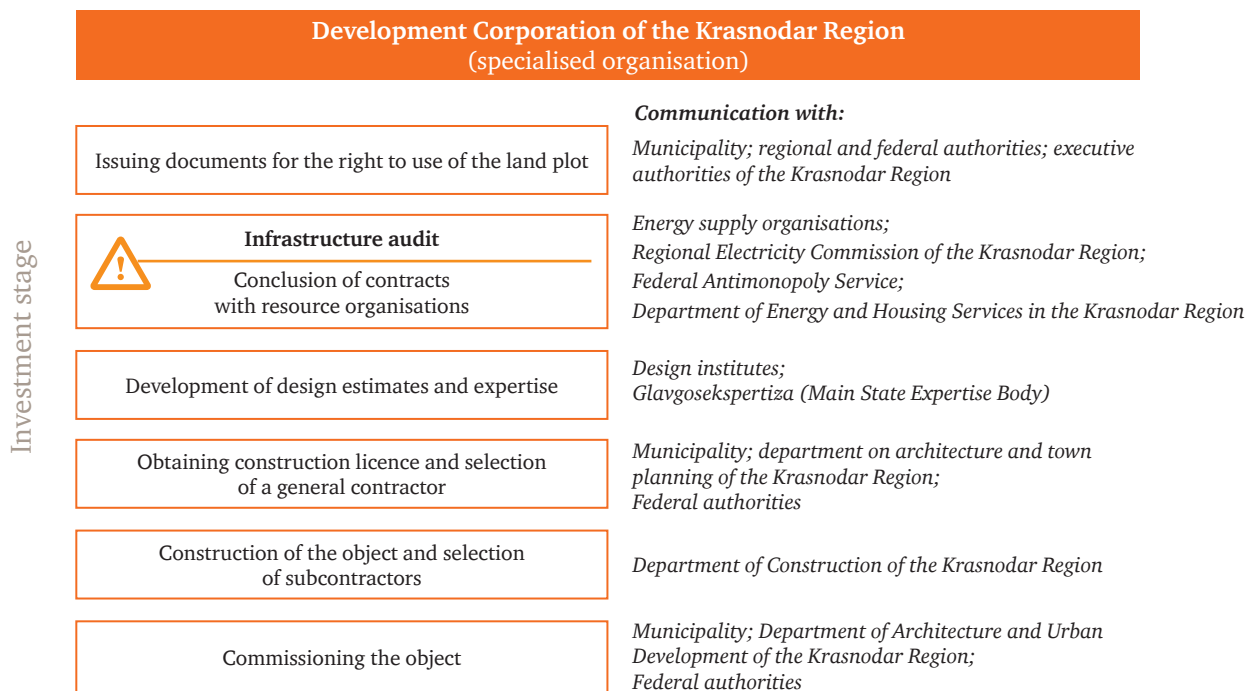 Development Corporation of the Krasnodar Region
(specialised organisation)
Investment stage
Communication with:
Issuing documents for the right to use of the land plot
Municipality; regional and federal authorities; executive
authorities of the Krasnodar Region
Infrastructure audit
Conclusion of contracts
with resource organisations
Energy supply organisations;
Regional Electricity Commission of the Krasnodar Region;
Federal Antimonopoly Service;
Department of Energy and Housing Services in the Krasnodar Region
Development of design estimates and expertise
Design institutes;
Glavgosekspertiza (Main State Expertise Body)
Obtaining construction licence and selection
of a general contractor
Municipality; department on architecture and town
planning of the Krasnodar Region;
Federal authorities
Construction of the object and selection
of subcontractors
Department of Construction of the Krasnodar Region
Commissioning the object
Municipality; Department of Architecture and Urban
Development of the Krasnodar Region;
Federal authorities